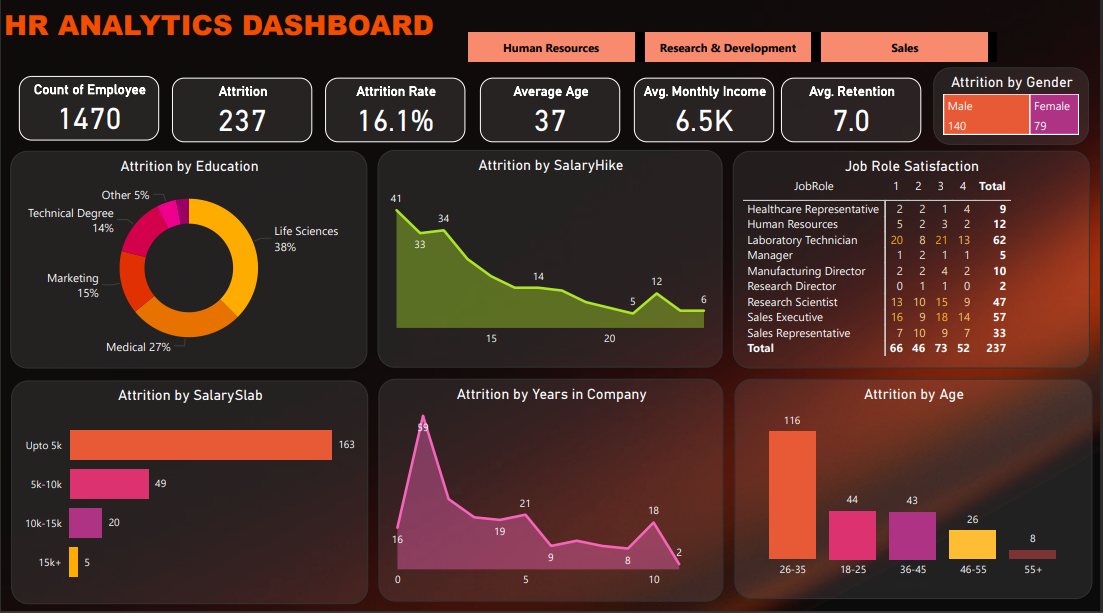 HR ANALYTICS DASHBOARD
Human Resources
Research & Development
Sales
Count of Employee
1470
Attrition
237
Attrition Rate
16.1%
Average Age
37
Avg. Monthly Income
6.5K
Avg. Retention
7.0
Attrition by Gender
Male
140
Female
79
Attrition by Education
Other 5%
Technical Degree
14%
Marketing
15%
Medical 27%
Life Sciences
38%
Attrition by SalaryHike
41
33
34
14
5
12
6
15
20
Job Role Satisfaction
JobRole 1 2 3 4 Total
Healthcare Representative 2 2 1 4 9
Human Resources 5 2 3 2 12
Laboratory Technician 20 8 21 13 62
Manager 1 2 1 1 5
Manufacturing Director 2 2 4 2 10
Research Director 0 1 1 0 2
Research Scientist 13 10 15 9 47
Sales Executive 16 9 18 14 57
Sales Representative 7 10 9 7 33
Total 66 46 73 52 237
Attrition by SalarySlab
Upto 5k 163
5k-10k 49
10k-15k 20
15k+ 5
Attrition by Years in Company
59
16
19
21
9
8
18
2
0
5
10
Attrition by Age
116
44
43
26
8
26-35
18-25
36-45
46-55
55+